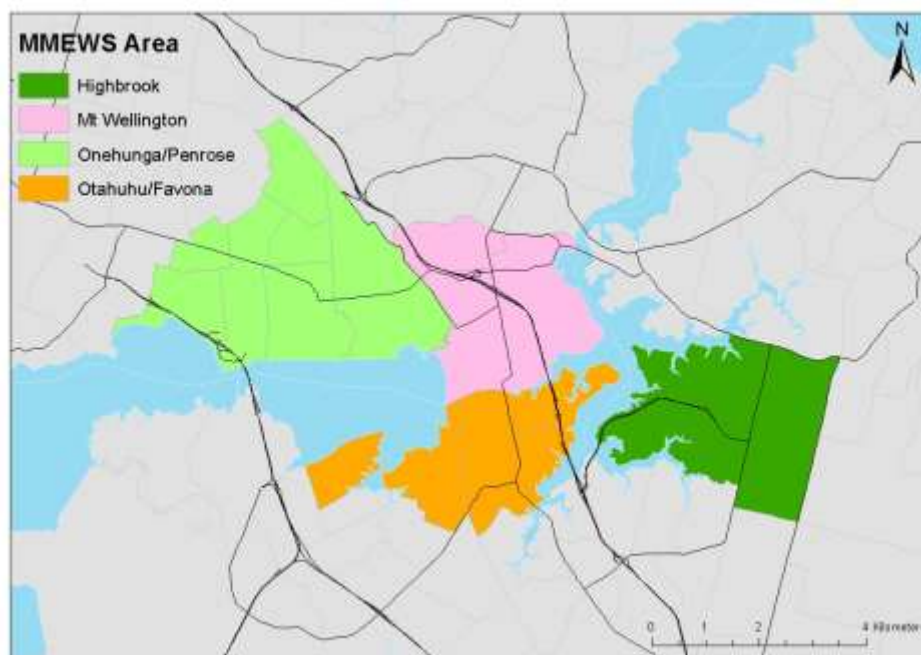 MMEWS Area
Highbrook
Mt Wellington
Onehunga/Penrose
Otahuhu/Favona
N
0 1 2 4 Kilometer